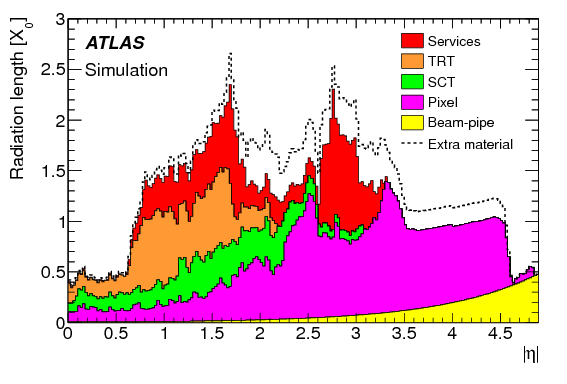 Radiation length [X₀]
3
2.5
2
1.5
1
0.5
0
ATLAS
Simulation
Services
TRT
SCT
Pixel
Beam-pipe
Extra material
0 0.5 1 1.5 2 2.5 3 3.5 4 4.5
|η|